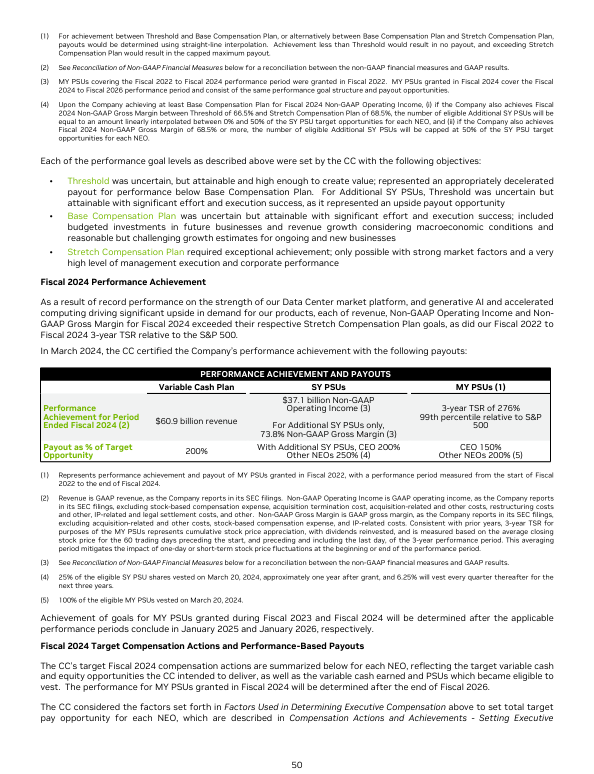 (1) For achievement between Threshold and Base Compensation Plan, or alternatively between Base Compensation Plan and Stretch Compensation Plan,
payouts would be determined using straight-line interpolation. Achievement less than Threshold would result in no payout, and exceeding Stretch
Compensation Plan would result in the capped maximum payout.
(2) See Reconciliation of Non-GAAP Financial Measures below for a reconciliation between the non-GAAP financial measures and GAAP results.
(3) MY PSUs covering the Fiscal 2022 to Fiscal 2024 performance period were granted in Fiscal 2022. MY PSUs granted in Fiscal 2024 cover the Fiscal
2024 to Fiscal 2026 performance period and consist of the same performance goal structure and payout opportunities.
(4) Upon the Company achieving at least Base Compensation Plan for Fiscal 2024 Non-GAAP Operating Income, (i) if the Company also achieves Fiscal
2024 Non-GAAP Gross Margin between Threshold of 66.5% and Stretch Compensation Plan of 68.5%, the number of eligible Additional SY PSUs will be
equal to an amount linearly interpolated between 0% and 50% of the SY PSU target opportunities for each NEO, and (ii) if the Company also achieves
Fiscal 2024 Non-GAAP Gross Margin of 68.5% or more, the number of eligible Additional SY PSUs will be capped at 50% of the SY PSU target
opportunities for each NEO.
Each of the performance goal levels as described above were set by the CC with the following objectives:
• Threshold was uncertain, but attainable and high enough to create value; represented an appropriately decelerated
payout for performance below Base Compensation Plan. For Additional SY PSUs, Threshold was uncertain but
attainable with significant effort and execution success, as it represented an upside payout opportunity
• Base Compensation Plan was uncertain but attainable with significant effort and execution success; included
budgeted investments in future businesses and revenue growth considering macroeconomic conditions and
reasonable but challenging growth estimates for ongoing and new businesses
• Stretch Compensation Plan required exceptional achievement; only possible with strong market factors and a very
high level of management execution and corporate performance
Fiscal 2024 Performance Achievement
As a result of record performance on the strength of our Data Center market platform, and generative AI and accelerated
computing driving significant upside in demand for our products, each of revenue, Non-GAAP Operating Income and Non-
GAAP Gross Margin for Fiscal 2024 exceeded their respective Stretch Compensation Plan goals, as did our Fiscal 2022 to
Fiscal 2024 3-year TSR relative to the S&P 500.
In March 2024, the CC certified the Company's performance achievement with the following payouts:
PERFORMANCE ACHIEVEMENT AND PAYOUTS
Variable Cash Plan SY PSUs MY PSUs (1)
Performance
Achievement for Period
Ended Fiscal 2024 (2)
$60.9 billion revenue
$37.1 billion Non-GAAP
Operating Income (3)
For Additional SY PSUs only,
73.8% Non-GAAP Gross Margin (3)
3-year TSR of 276%
99th percentile relative to S&P
500
Payout as % of Target
Opportunity
200%
With Additional SY PSUs, CEO 200%
Other NEOs 250% (4)
CEO 150%
Other NEOs 200% (5)
(1) Represents performance achievement and payout of MY PSUs granted in Fiscal 2022, with a performance period measured from the start of Fiscal
2022 to the end of Fiscal 2024.
(2) Revenue is GAAP revenue, as the Company reports in its SEC filings. Non-GAAP Operating Income is GAAP operating income, as the Company reports
in its SEC filings, excluding stock-based compensation expense, acquisition termination cost, acquisition-related and other costs, restructuring costs
and other, IP-related and legal settlement costs, and other. Non-GAAP Gross Margin is GAAP gross margin, as the Company reports in its SEC filings,
excluding acquisition-related and other costs, stock-based compensation expense, and IP-related costs. Consistent with prior years, 3-year TSR for
purposes of the MY PSUs represents cumulative stock price appreciation, with dividends reinvested, and is measured based on the average closing
stock price for the 60 trading days preceding the start, and preceding and including the last day, of the 3-year performance period. This averaging
period mitigates the impact of one-day or short-term stock price fluctuations at the beginning or end of the performance period.
(3) See Reconciliation of Non-GAAP Financial Measures below for a reconciliation between the non-GAAP financial measures and GAAP results.
(4) 25% of the eligible SY PSU shares vested on March 20, 2024, approximately one year after grant, and 6.25% will vest every quarter thereafter for the
next three years.
(5) 100% of the eligible MY PSUs vested on March 20, 2024.
Achievement of goals for MY PSUs granted during Fiscal 2023 and Fiscal 2024 will be determined after the applicable
performance periods conclude in January 2025 and January 2026, respectively.
Fiscal 2024 Target Compensation Actions and Performance-Based Payouts
The CC's target Fiscal 2024 compensation actions are summarized below for each NEO, reflecting the target variable cash
and equity opportunities the CC intended to deliver, as well as the variable cash earned and PSUs which became eligible to
vest. The performance for MY PSUs granted in Fiscal 2024 will be determined after the end of Fiscal 2026.
The CC considered the factors set forth in Factors Used in Determining Executive Compensation above to set total target
pay opportunity for each NEO, which are described in Compensation Actions and Achievements - Setting Executive
50